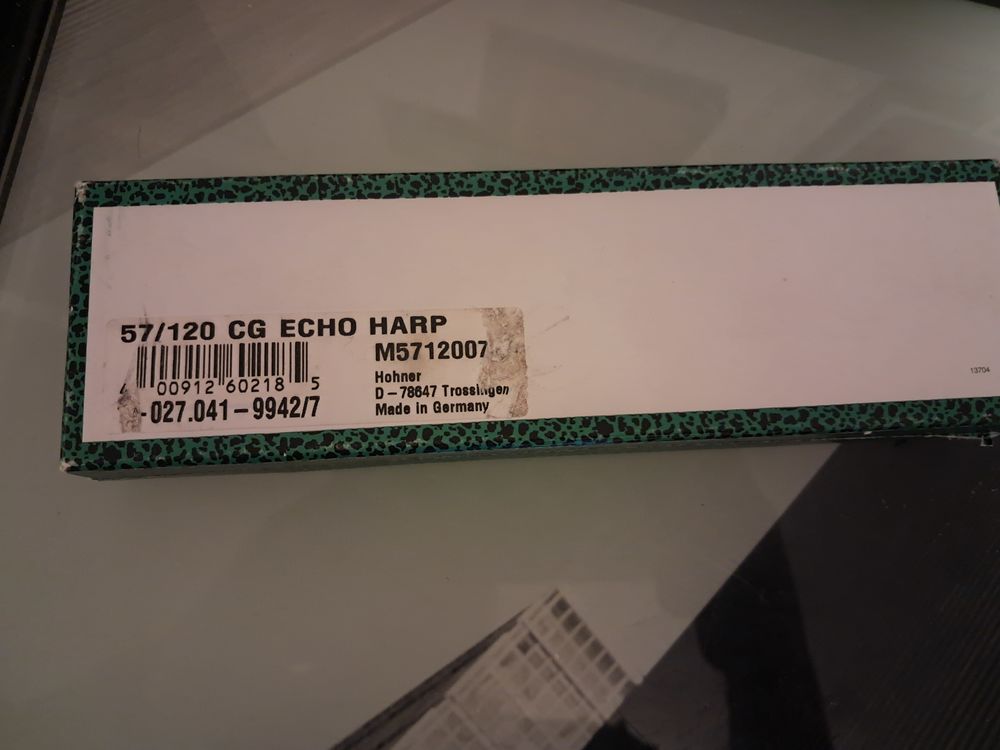 57/120 CG ECHO HARP
M5712007
00912 60218 5
Hohner
D-78647 Trossingen
-027.041-9942/7
Made in Germany
13704